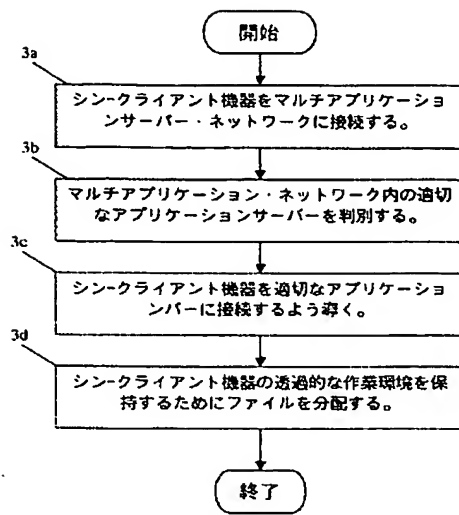 開始
3a
シン-クライアント機器をマルチアプリケーショ
ンサーバー・ネットワークに接続する。
3b
マルチアプリケーション・ネットワーク内の適切
なアプリケーションサーバーを判別する。
3c
シン-クライアント機器を適切なアプリケーショ
ンバーに接続するよう導く。
3d
シン-クライアント機器の透過的な作業環境を保
持するためにファイルを分配する。
終了